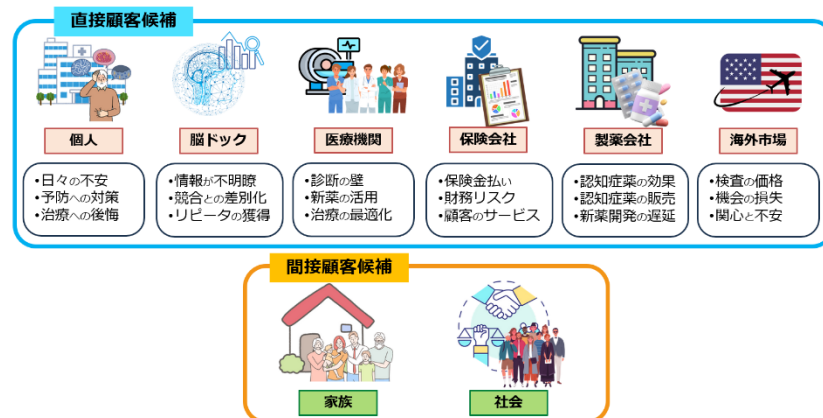 直接顧客候補
個人
脳ドック
医療機関
保険会社
製薬会社
海外市場
•日々の不安
•予防への対策
•治療への後悔
•情報が不明瞭
•競合との差別化
•リピータの獲得
•診断の壁
•新薬の活用
•治療の最適化
•保険金払い
•財務リスク
•顧客のサービス
•認知症薬の効果
•認知症薬の販売
•新薬開発の遅延
•検査の価格
•機会の損失
•関心と不安
間接顧客候補
家族
社会